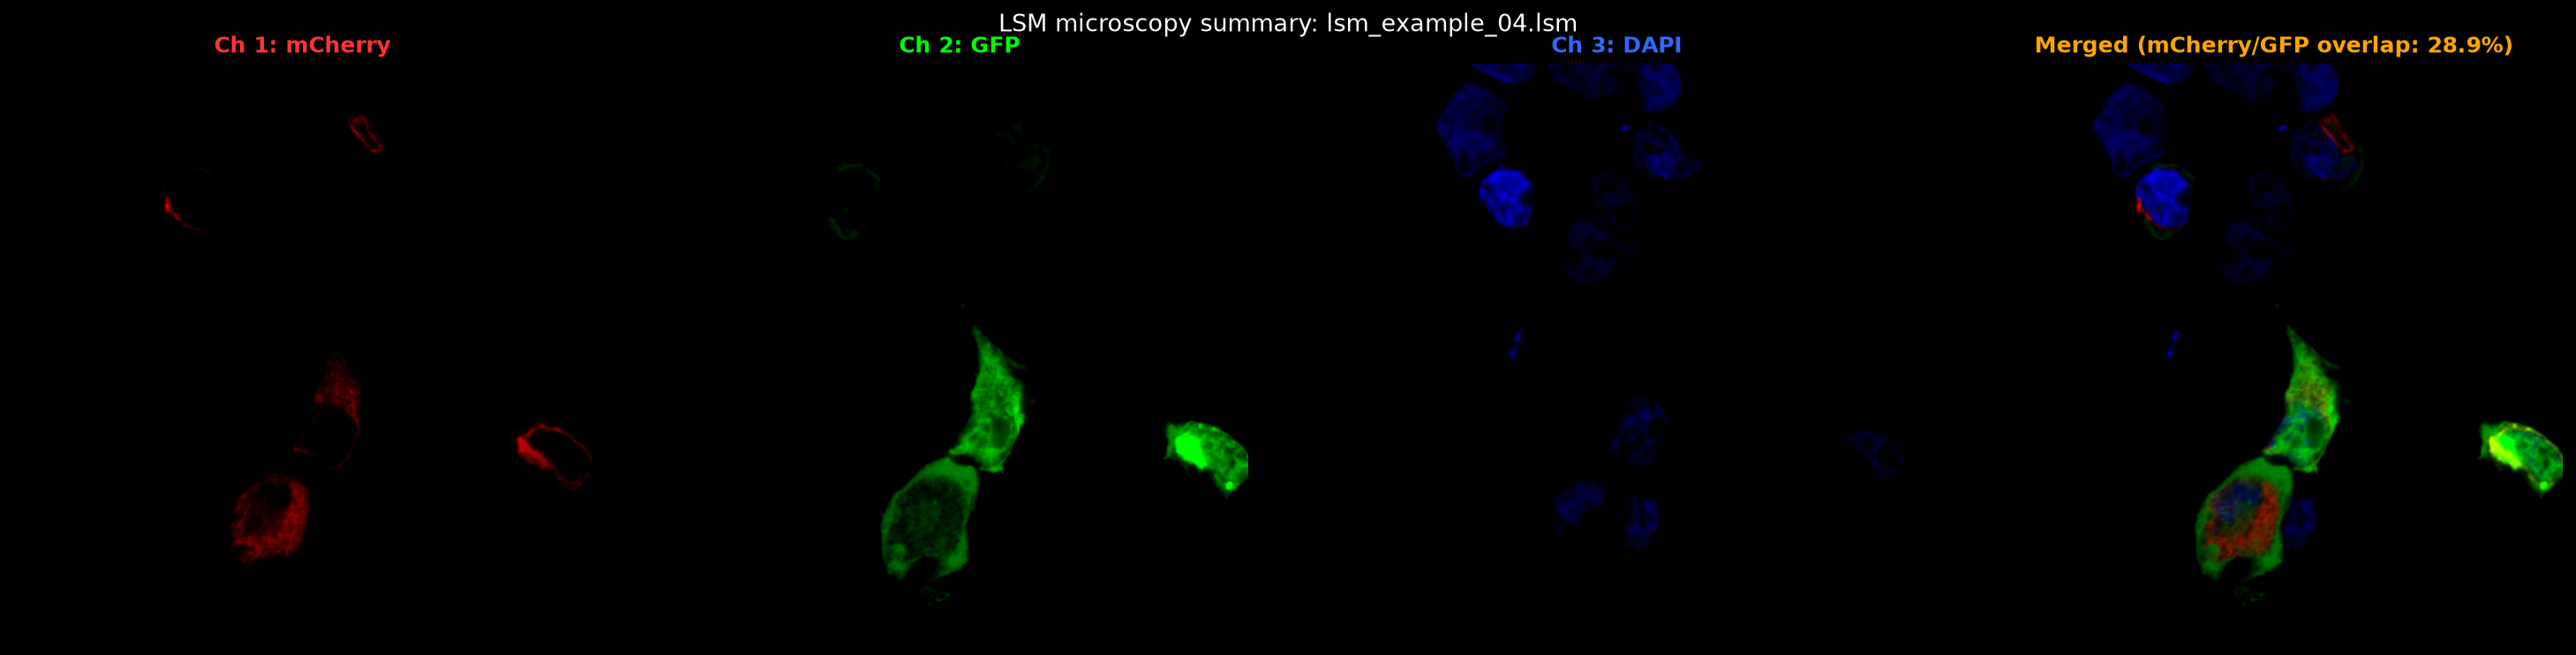 LSM microscopy summary: lsm_example_04.lsm
Ch 1: mCherry
Ch 2: GFP
Ch 3: DAPI
Merged (mCherry/GFP overlap: 28.9%)